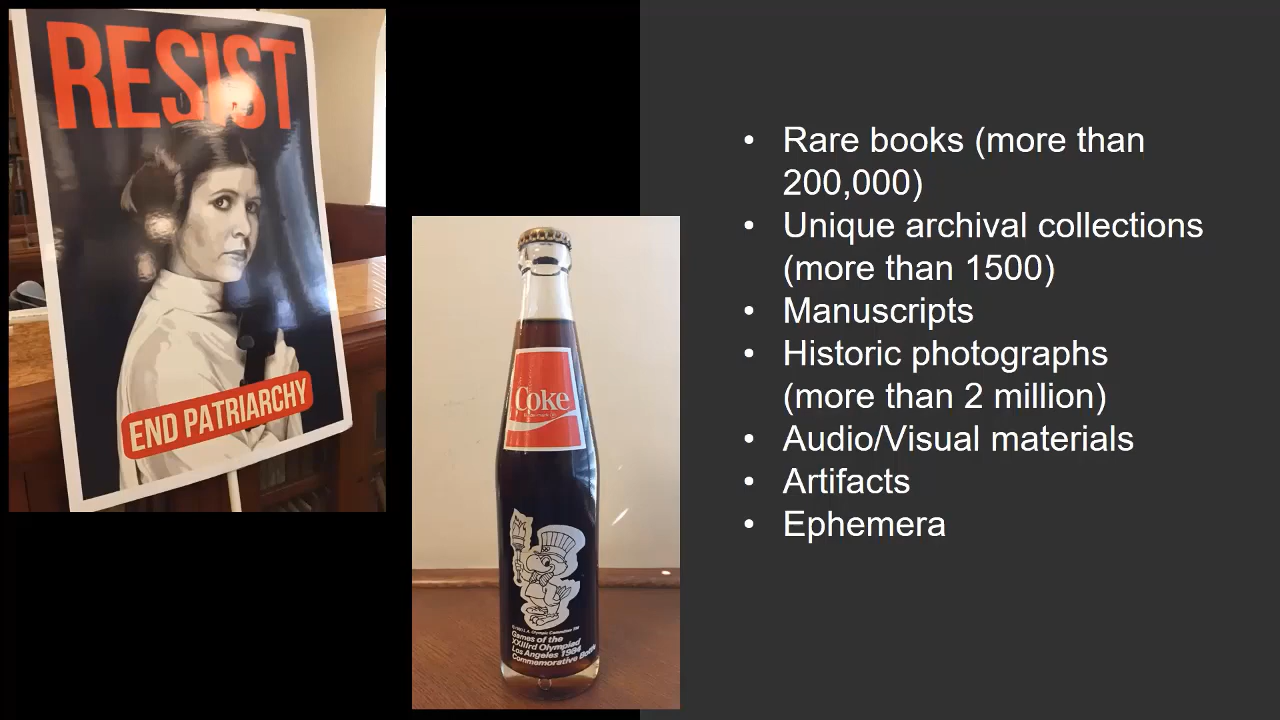 RESIST
END PATRIARCHY
Coke
Games of the
XXIIIrd Olympiad
Los Angeles 1984
Commemorative Bottle
• Rare books (more than
200,000)
• Unique archival collections
(more than 1500)
• Manuscripts
• Historic photographs
(more than 2 million)
• Audio/Visual materials
• Artifacts
• Ephemera